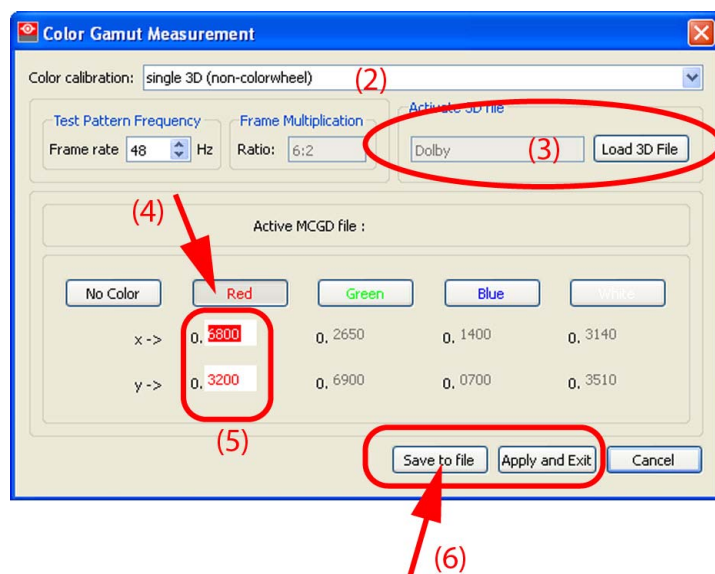 Color Gamut Measurement
Color calibration: single 3D (non-colorwheel) (2)
Test Pattern Frequency Frame Multiplication Activate 3D file
Frame rate 48 Hz Ratio: 6:2 Dolby (3) Load 3D File
(4)
Active MCGD file :
No Color Red Green Blue White
x -> 0. 6800 0. 2650 0. 1400 0. 3140
y -> 0. 3200 0. 6900 0. 0700 0. 3510
(5)
Save to file Apply and Exit Cancel
(6)